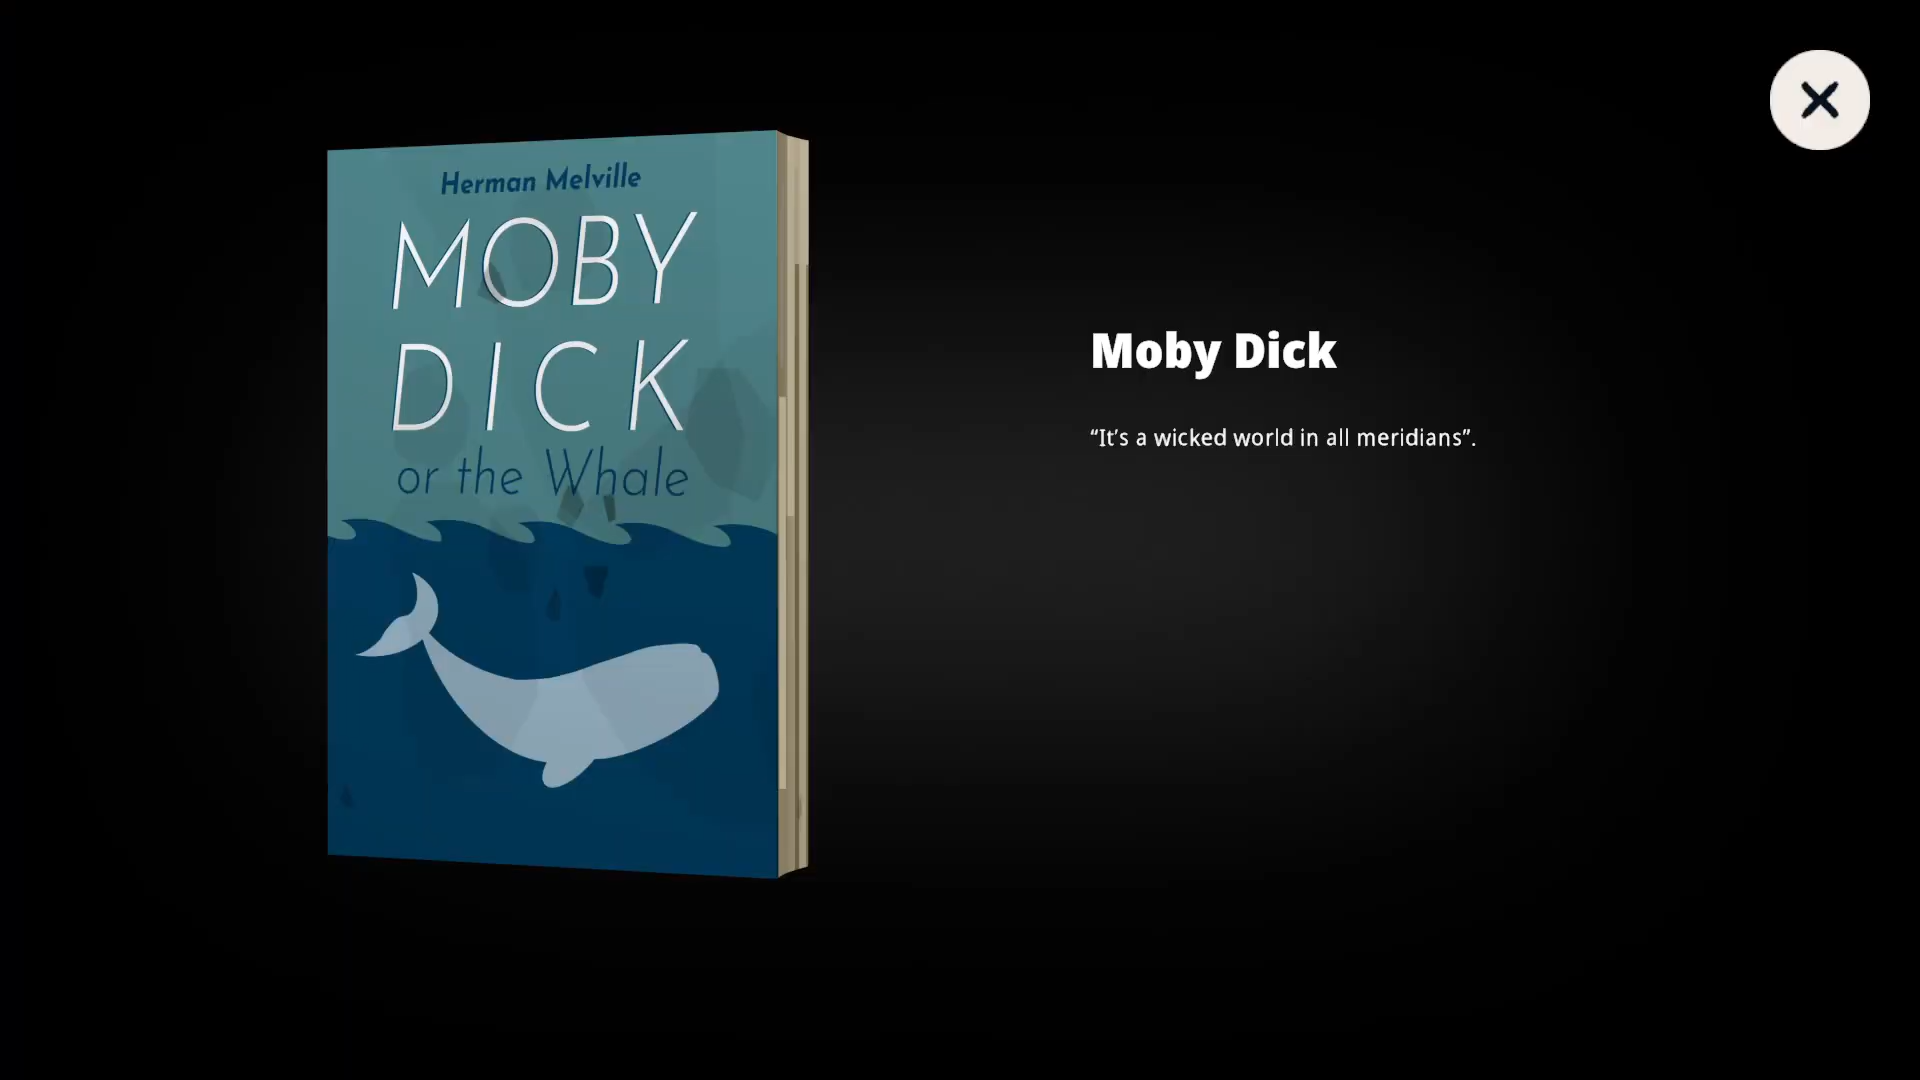 Herman Melville
MOBY
DICK
or the Whale
Moby Dick
“It’s a wicked world in all meridians”.